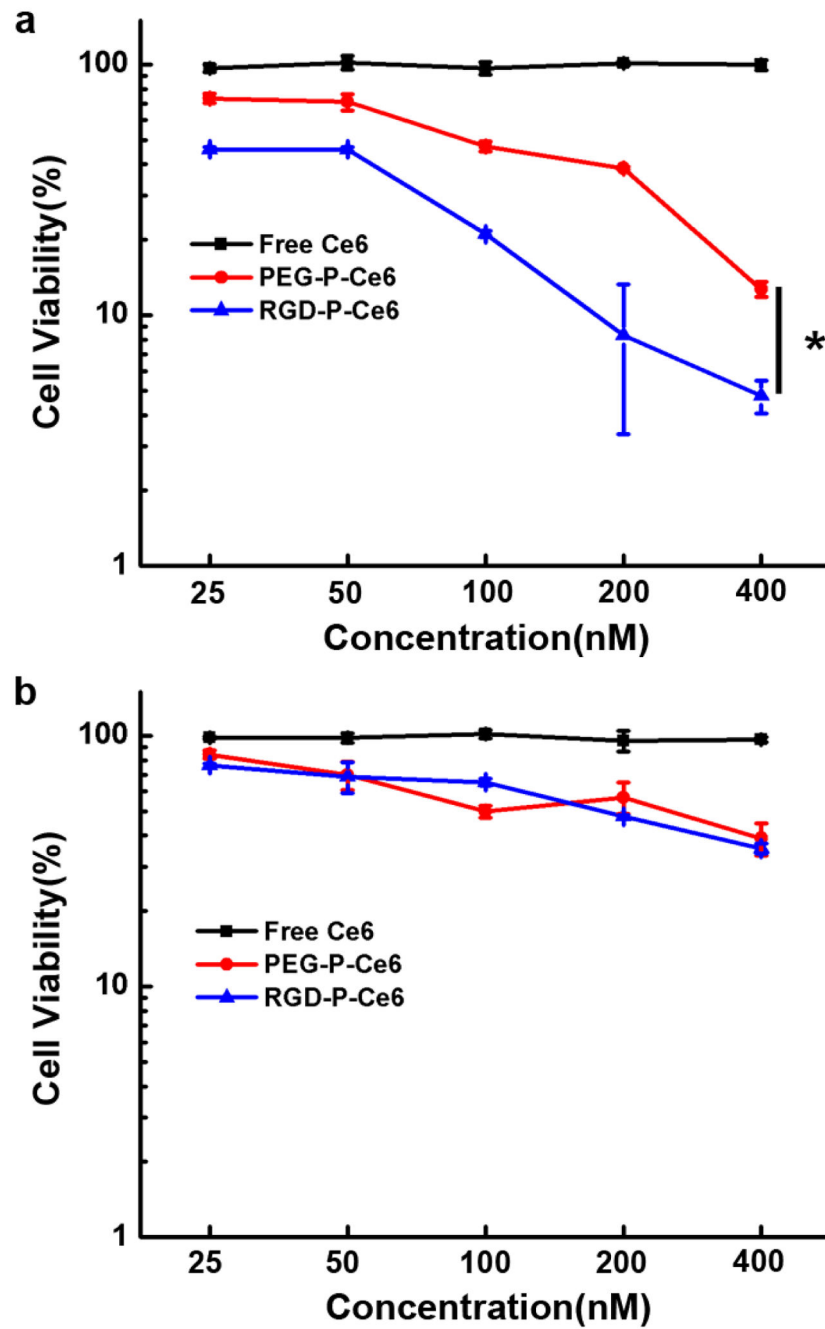 a
Cell Viability(%)
100
10
1
Free Ce6
PEG-P-Ce6
RGD-P-Ce6
*
25 50 100 200 400
Concentration(nM)
b
Cell Viability(%)
100
10
1
Free Ce6
PEG-P-Ce6
RGD-P-Ce6
25 50 100 200 400
Concentration(nM)